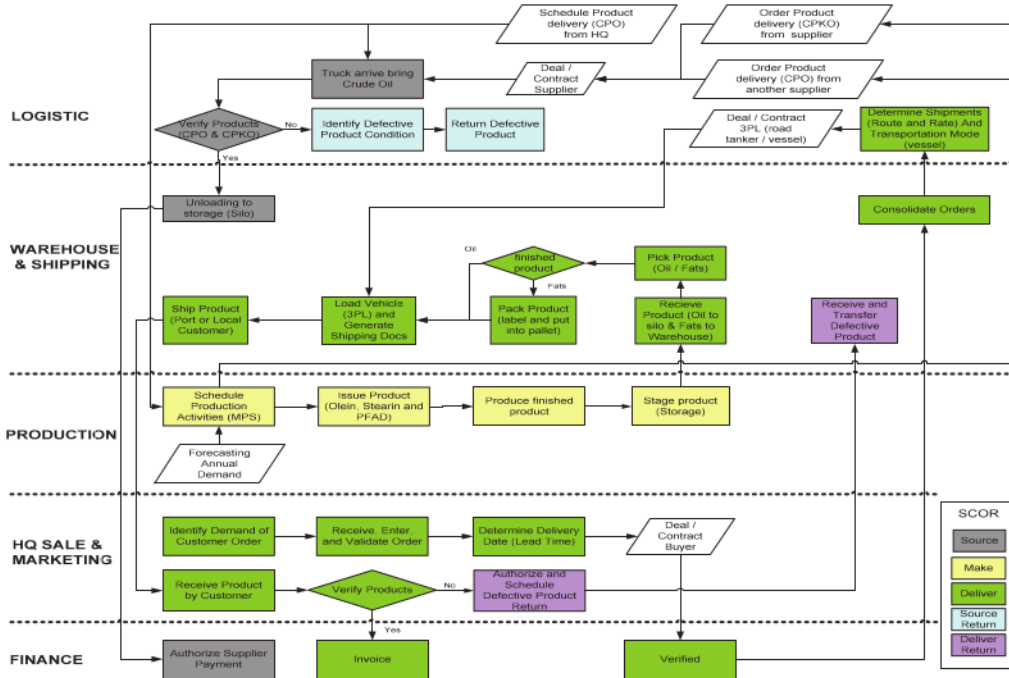 Schedule Product
delivery (CPO)
from HQ
Order Product
delivery (CPKO)
from supplier
Truck arrive bring
Crude Oil
Deal /
Contract
Supplier
Order Product
delivery (CPO) from
another supplier
LOGISTIC
Verify Products
(CPO & CPKO)
No
Identify Defective
Product Condition
Return Defective
Product
Deal / Contract
3PL (road
tanker / vessel)
Determine Shipments
(Route and Rate) And
Transportation Mode
(vessel)
Yes
Unloading to
storage (Silo)
Consolidate Orders
WAREHOUSE
& SHIPPING
Oil
finished
product
Fats
Pick Product
(Oil / Fats)
Ship Product
(Port or Local
Customer)
Load Vehicle
(3PL) and
Generate
Shipping Docs
Pack Product
(label and put
into pallet)
Recieve
Product (Oil to
silo & Fats to
Warehouse)
Receive and
Transfer
Defective
Product
PRODUCTION
Schedule
Production
Activities (MPS)
Issue Product
(Olein, Stearin and
PFAD)
Produce finished
product
Stage product
(Storage)
Forecasting
Annual
Demand
HQ SALE &
MARKETING
Identify Demand of
Customer Order
Receive, Enter
and Validate Order
Determine Delivery
Date (Lead Time)
Deal /
Contract
Buyer
Receive Product
by Customer
Verify Products
No
Authorize and
Schedule
Defective Product
Return
Yes
FINANCE
Authorize Supplier
Payment
Invoice
Verified
SCOR
Source
Make
Deliver
Source
Return
Deliver
Return